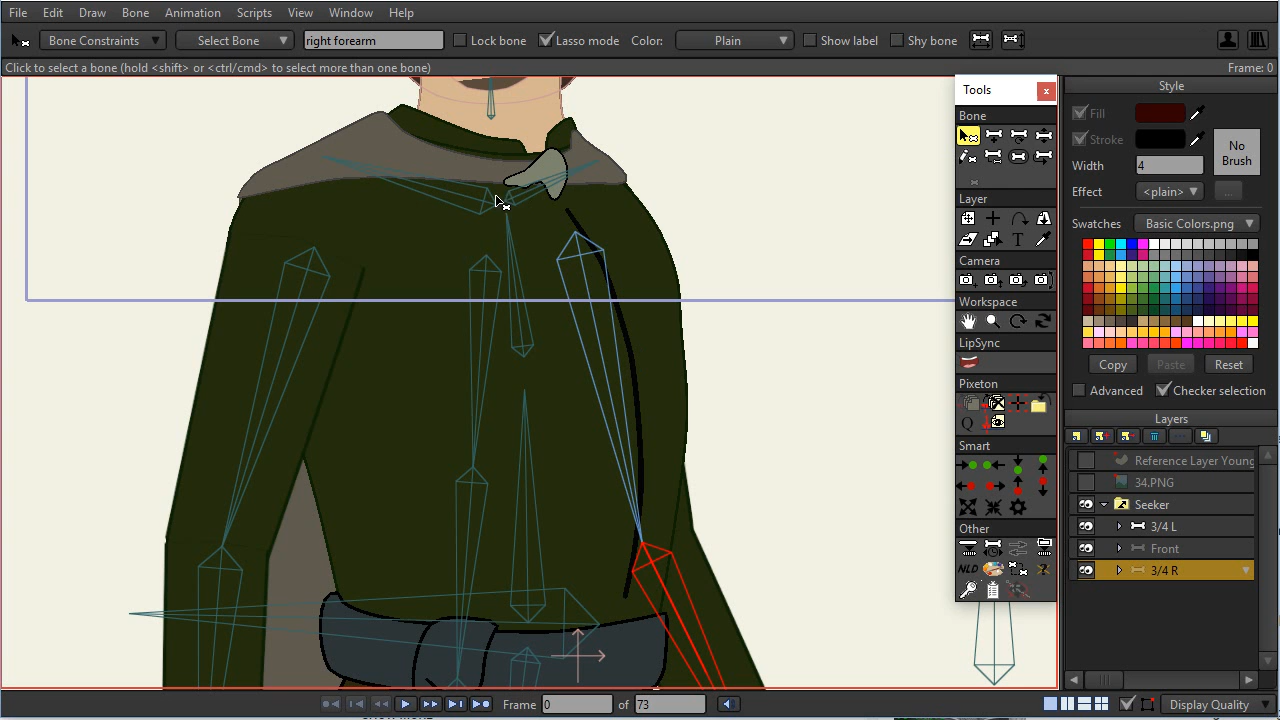 File Edit Draw Bone Animation Scripts View Window Help
Bone Constraints Select Bone right forearm Lock bone Lasso mode Color: Plain Show label Shy bone
Click to select a bone (hold <shift> or <ctrl/cmd> to select more than one bone) Frame: 0
Tools x
Bone
Layer
T
Camera
Workspace
LipSync
Pixeton
Q
Smart
Other
NLD
Style
Fill
Stroke
No Brush
Width 4
Effect <plain> ...
Swatches Basic Colors.png
Copy Paste Reset
Advanced Checker selection
Layers
Reference Layer Young
34.PNG
Seeker
3/4 L
Front
3/4 R
Frame 0 of 73 Display Quality